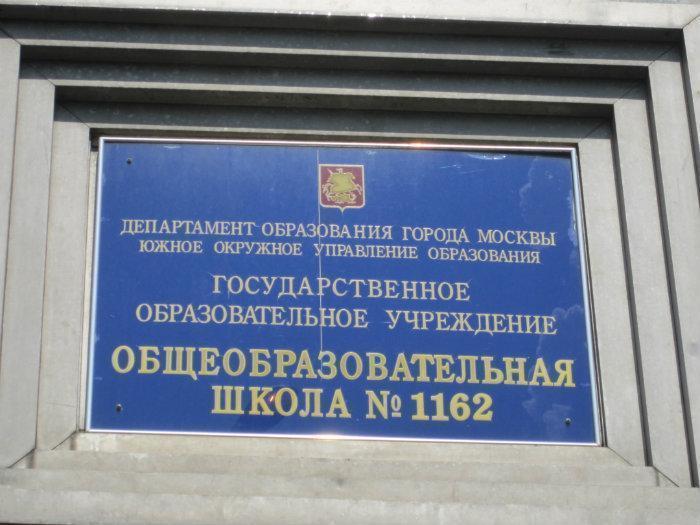 ДЕПАРТАМЕНТ ОБРАЗОВАНИЯ ГОРОДА МОСКВЫ
ЮЖНОЕ ОКРУЖНОЕ УПРАВЛЕНИЕ ОБРАЗОВАНИЯ
ГОСУДАРСТВЕННОЕ
ОБРАЗОВАТЕЛЬНОЕ УЧРЕЖДЕНИЕ
ОБЩЕОБРАЗОВАТЕЛЬНАЯ
ШКОЛА № 1162